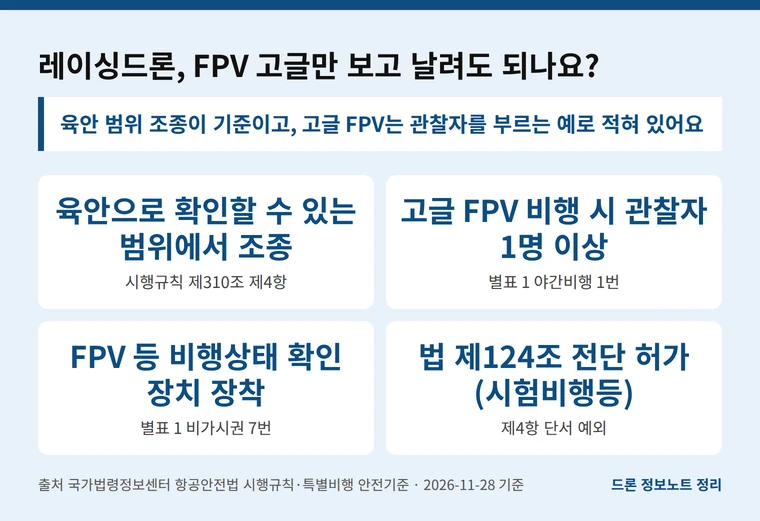 레이싱드론, FPV 고글만 보고 날려도 되나요?
육안 범위 조종이 기준이고, 고글 FPV는 관찰자를 부르는 예로 적혀 있어요
육안으로 확인할 수 있는
범위에서 조종
시행규칙 제310조 제4항
고글 FPV 비행 시 관찰자
1명 이상
별표 1 야간비행 1번
FPV 등 비행상태 확인
장치 장착
별표 1 비가시권 7번
법 제124조 전단 허가
(시험비행등)
제4항 단서 예외
출처 국가법령정보센터 항공안전법 시행규칙·특별비행 안전기준 · 2026-11-28 기준
드론 정보노트 정리